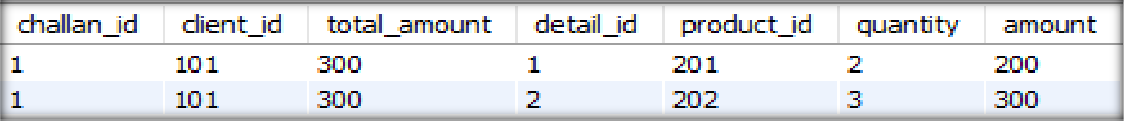 challan_id client_id total_amount detail_id product_id quantity amount
1 101 300 1 201 2 200
1 101 300 2 202 3 300